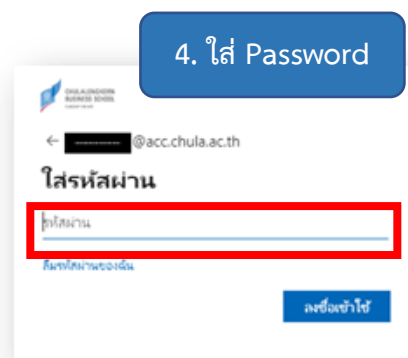 4. ใส่ Password
CHULALONGKORN
BUSINESS SCHOOL
← @acc.chula.ac.th
ใส่รหัสผ่าน
รหัสผ่าน
ลืมรหัสผ่านของฉัน
ลงชื่อเข้าใช้